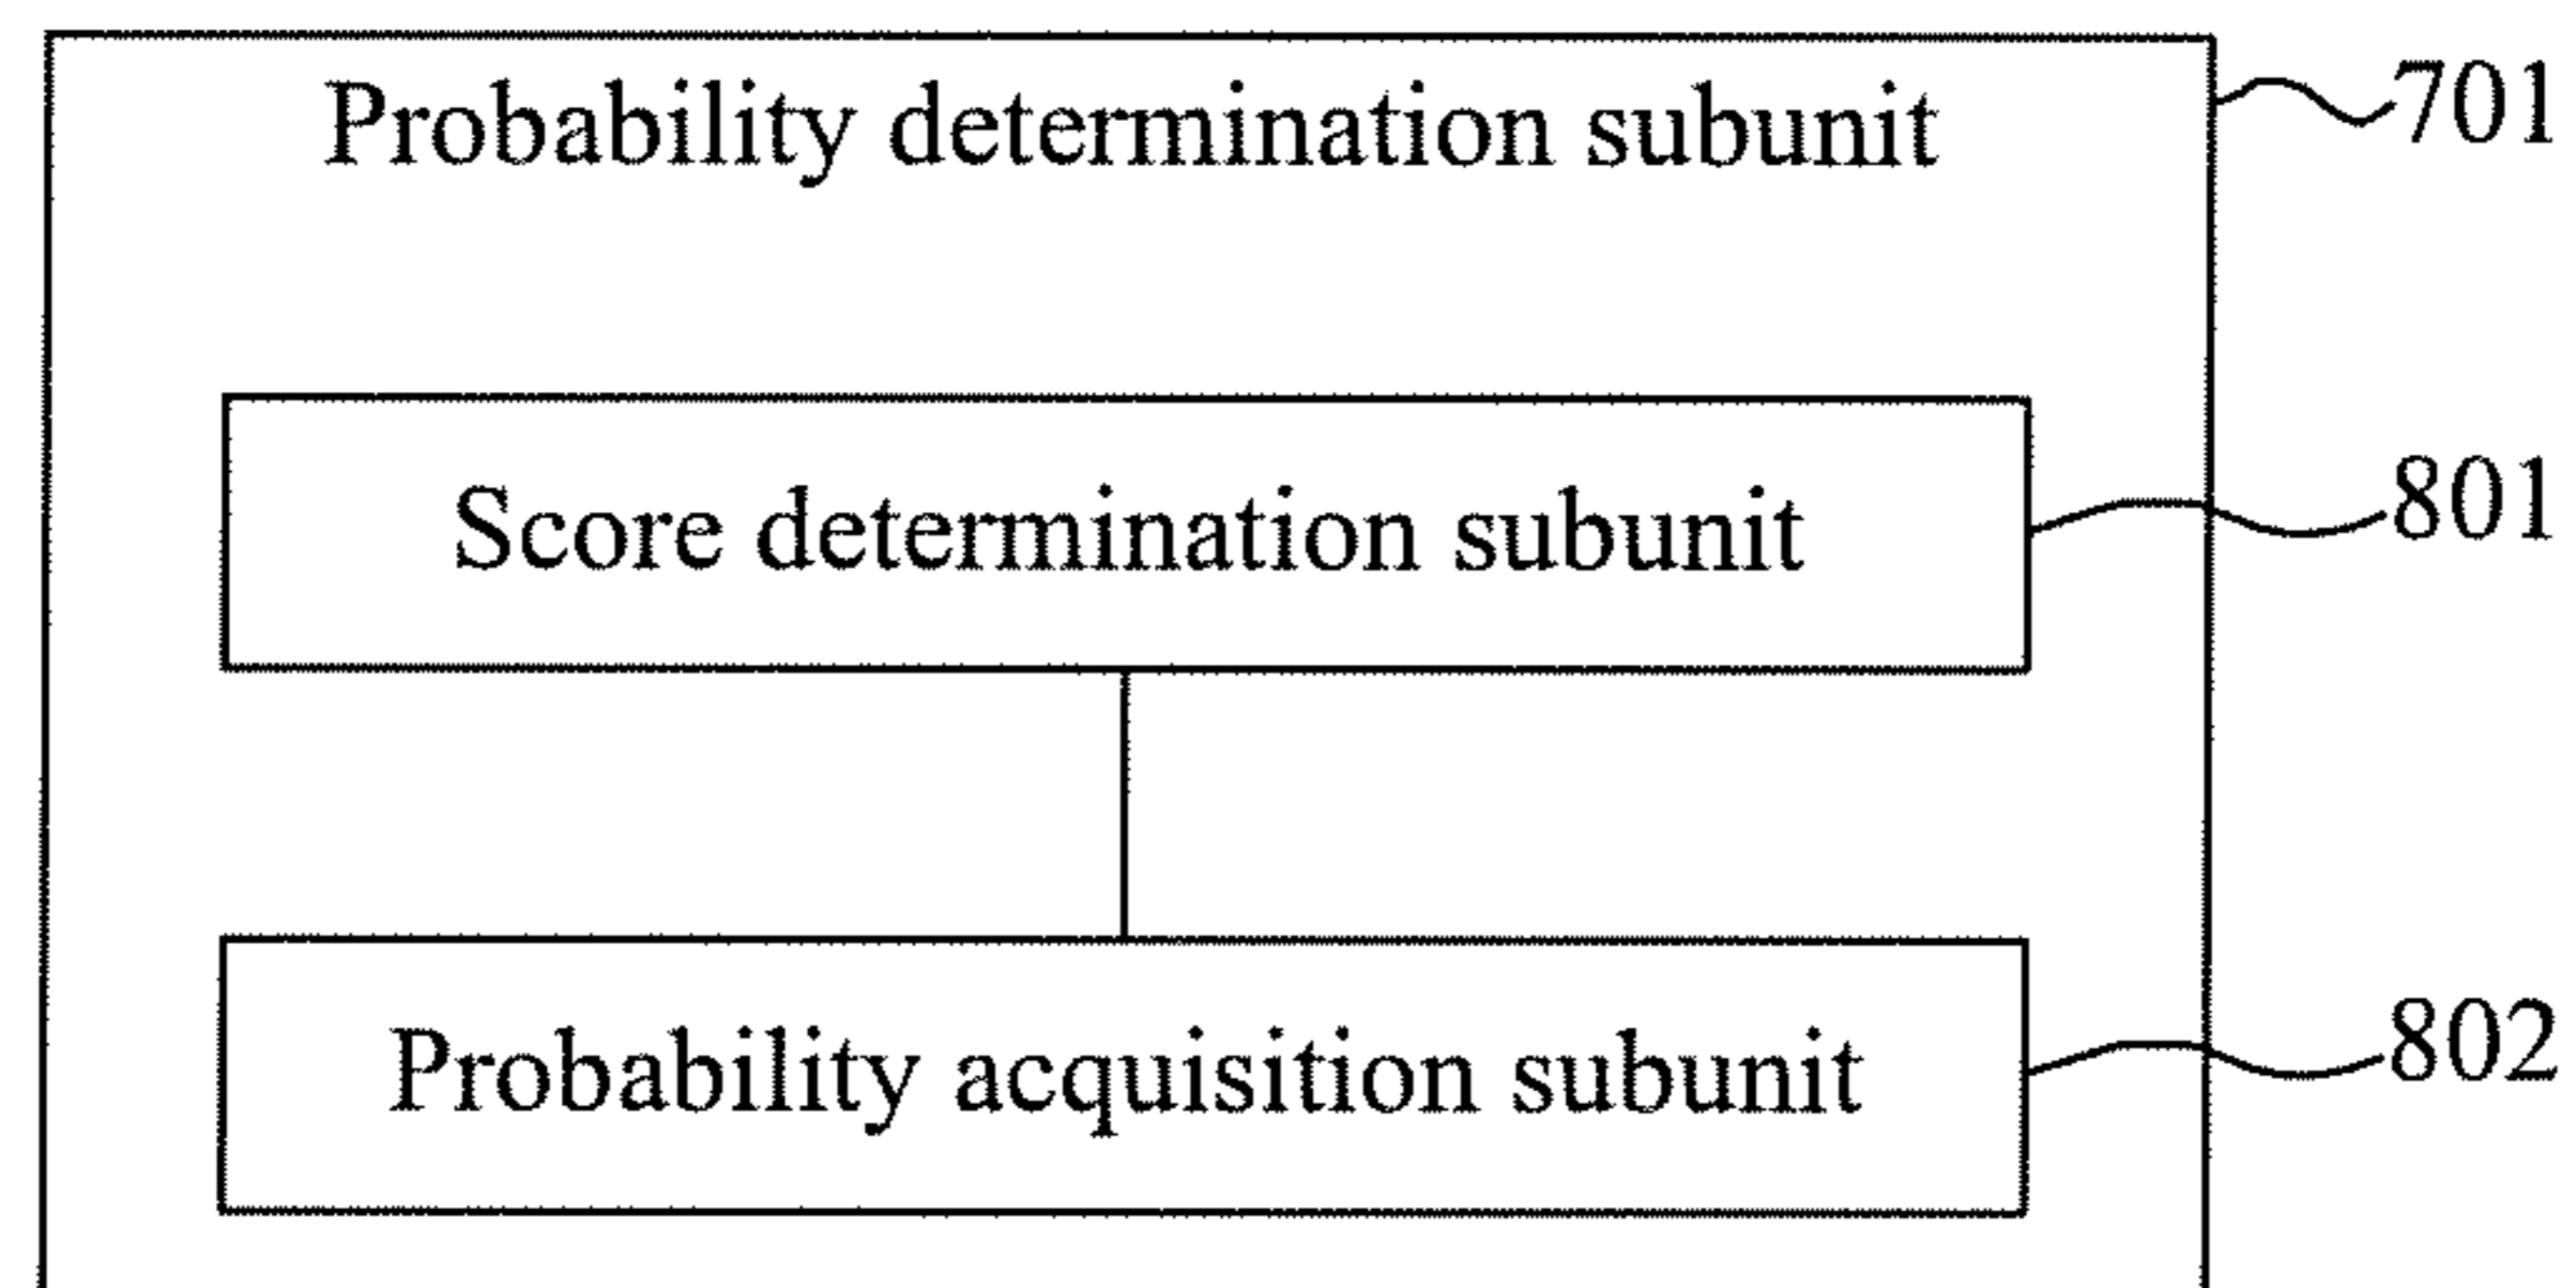 Probability determination subunit 701
Score determination subunit 801
Probability acquisition subunit 802